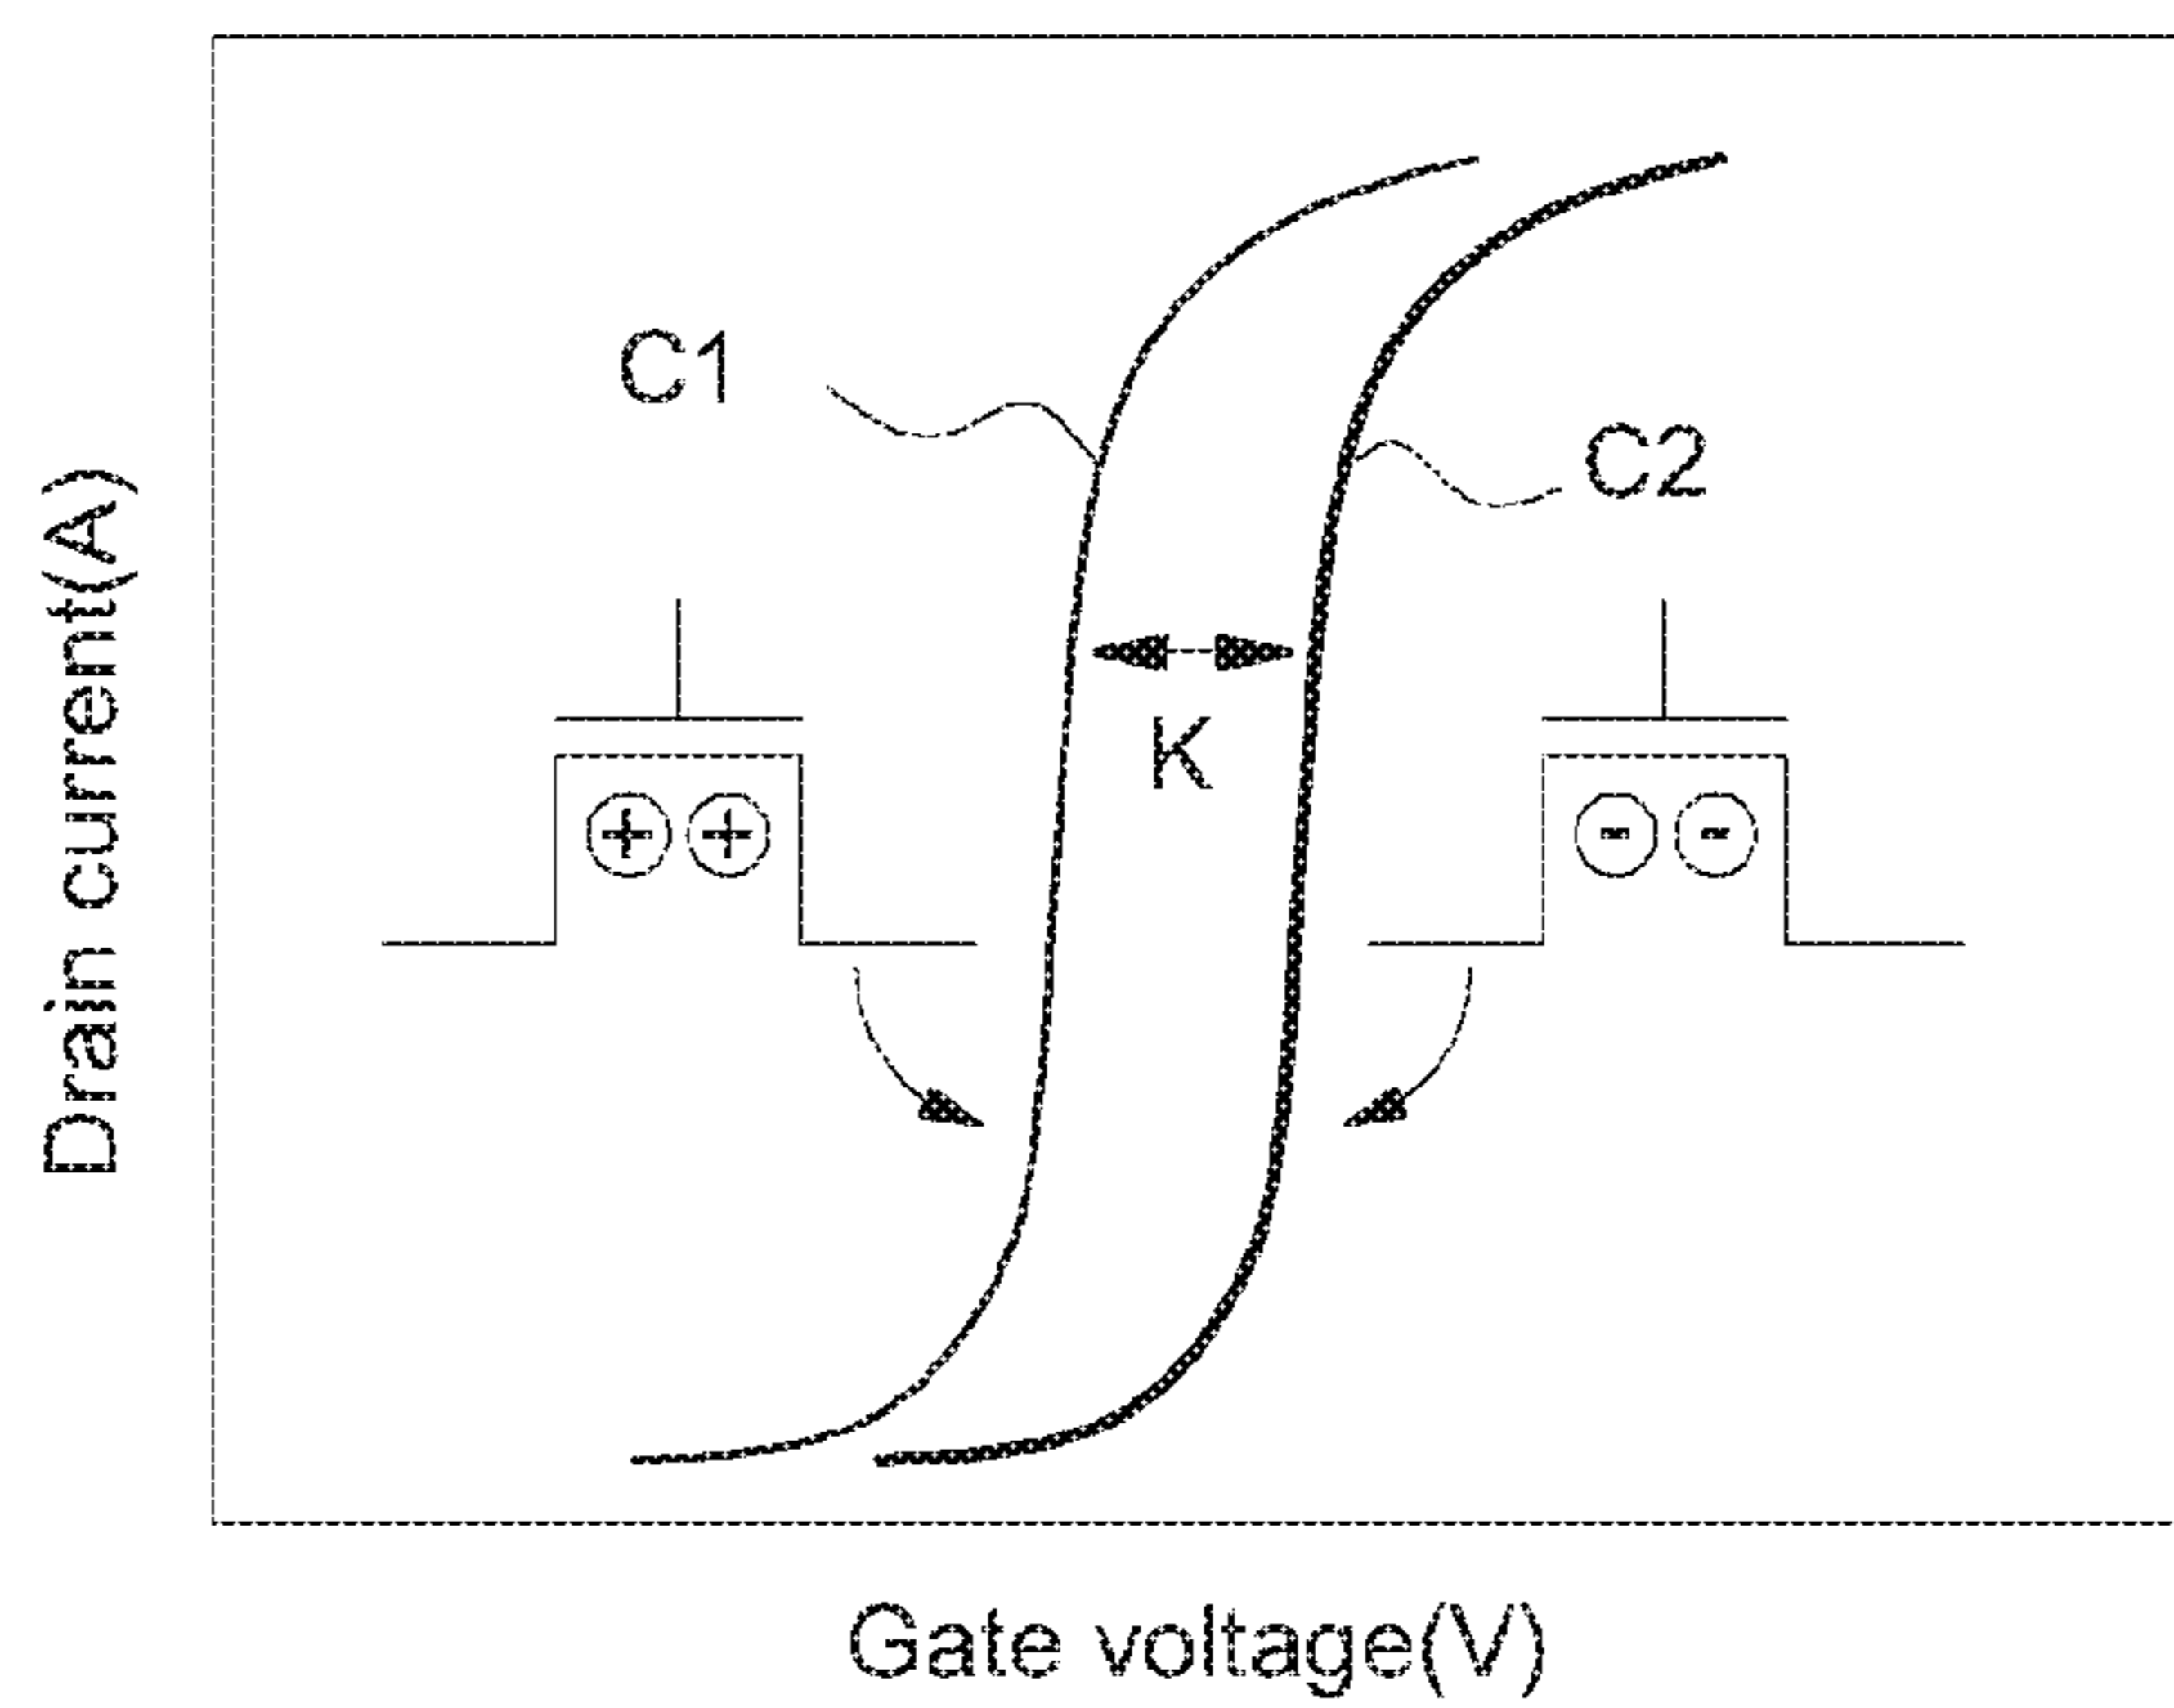 C1
C2
K
+ +
- -
Drain current(A)
Gate voltage(V)